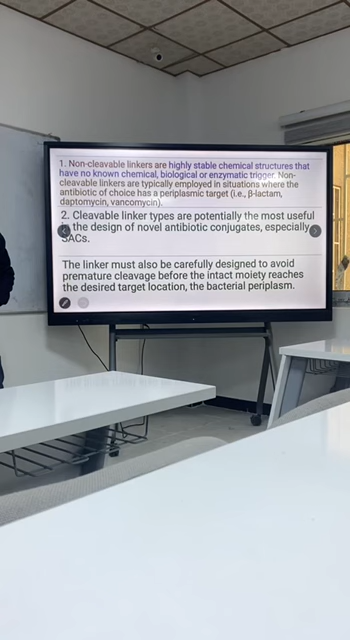 1. Non-cleavable linkers are highly stable chemical structures that
have no known chemical, biological or enzymatic trigger. Non-
cleavable linkers are typically employed in situations where the
antibiotic of choice has a periplasmic target (i.e., β-lactam,
daptomycin, vancomycin).
2. Cleavable linker types are potentially the most useful
the design of novel antibiotic conjugates, especially
SACs.
The linker must also be carefully designed to avoid
premature cleavage before the intact moiety reaches
the desired target location, the bacterial periplasm.